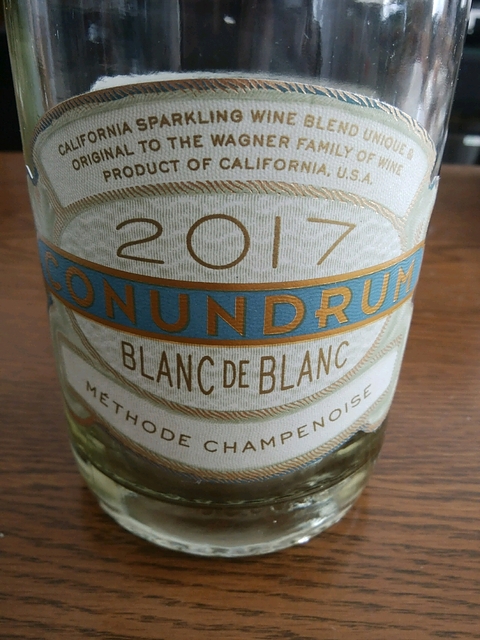 CALIFORNIA SPARKLING WINE BLEND UNIQUE &
ORIGINAL TO THE WAGNER FAMILY OF WINE
PRODUCT OF CALIFORNIA, U.S.A.
2017
CONUNDRUM
BLANC DE BLANC
MÉTHODE CHAMPENOISE